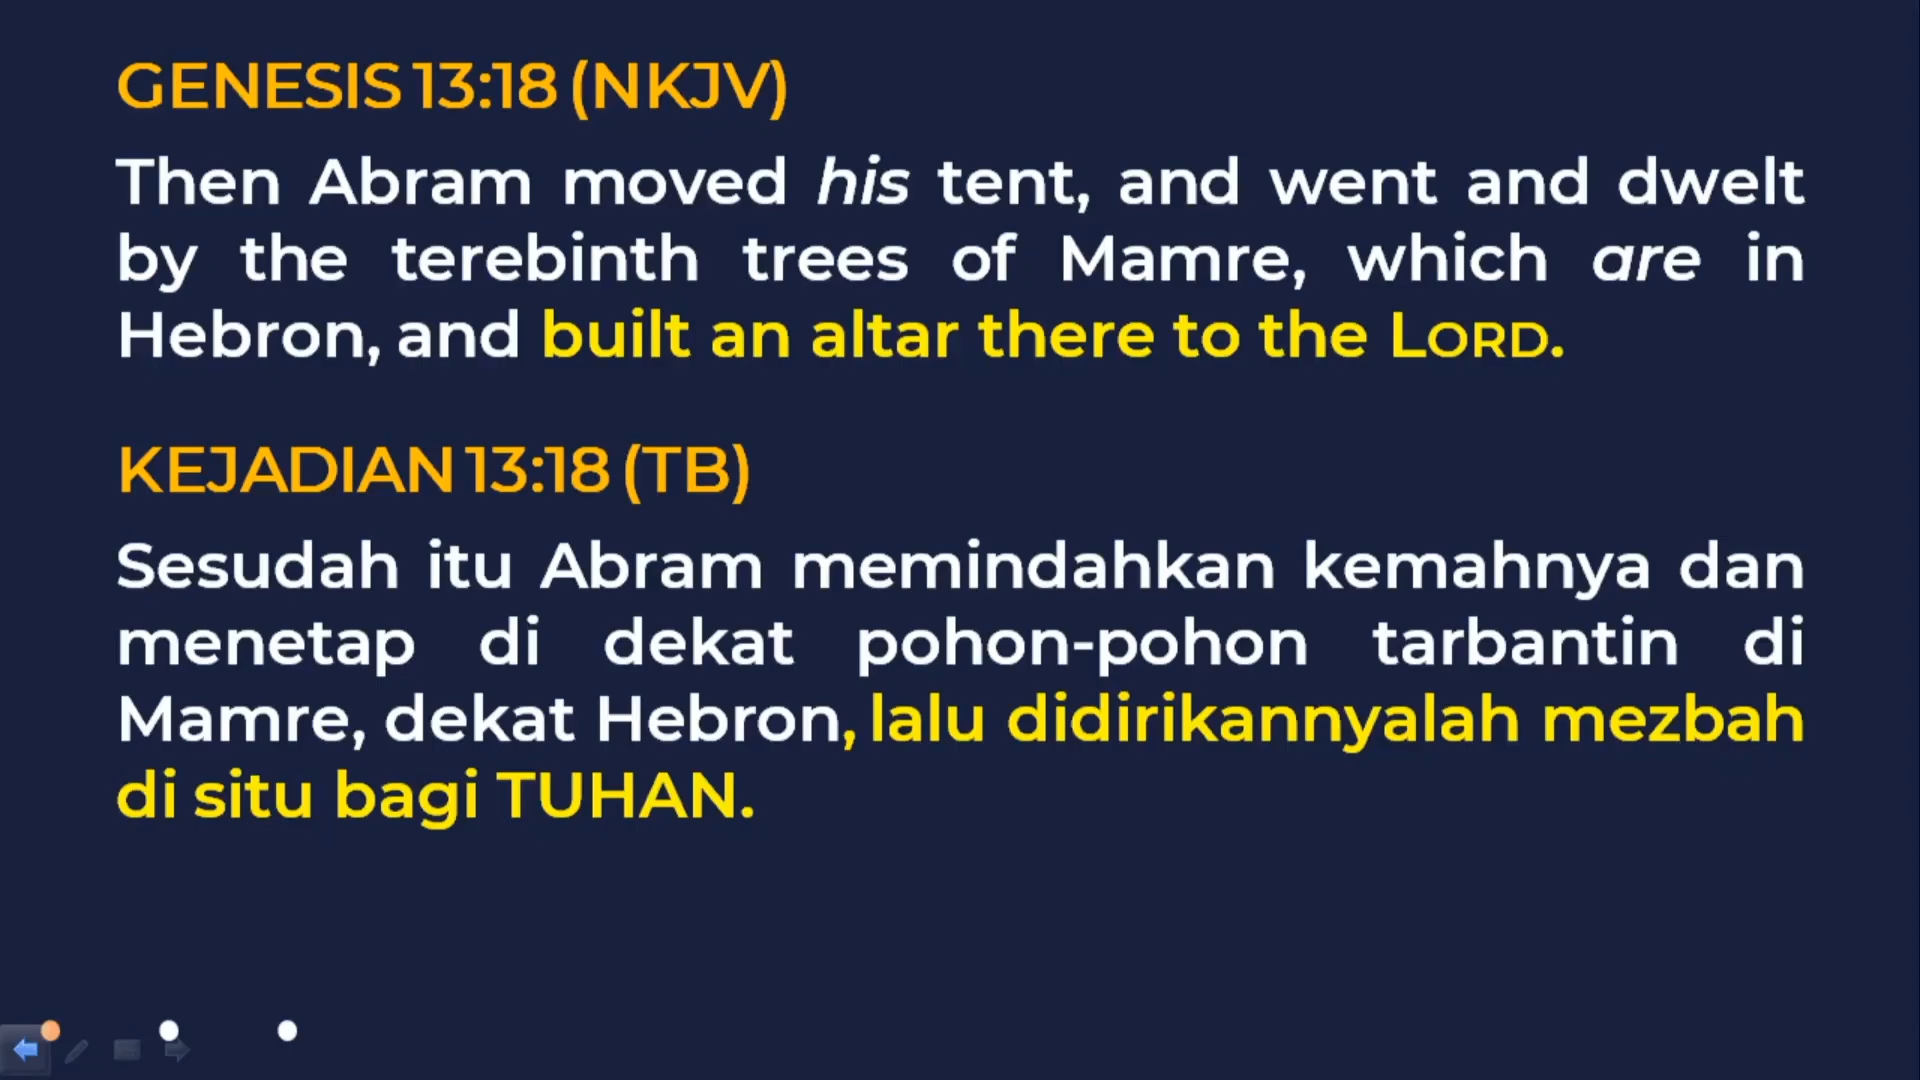 GENESIS 13:18 (NKJV)
Then Abram moved his tent, and went and dwelt
by the terebinth trees of Mamre, which are in
Hebron, and built an altar there to the LORD.
KEJADIAN 13:18 (TB)
Sesudah itu Abram memindahkan kemahnya dan
menetap di dekat pohon-pohon tarbantin di
Mamre, dekat Hebron, lalu didirikannyalah mezbah
di situ bagi TUHAN.